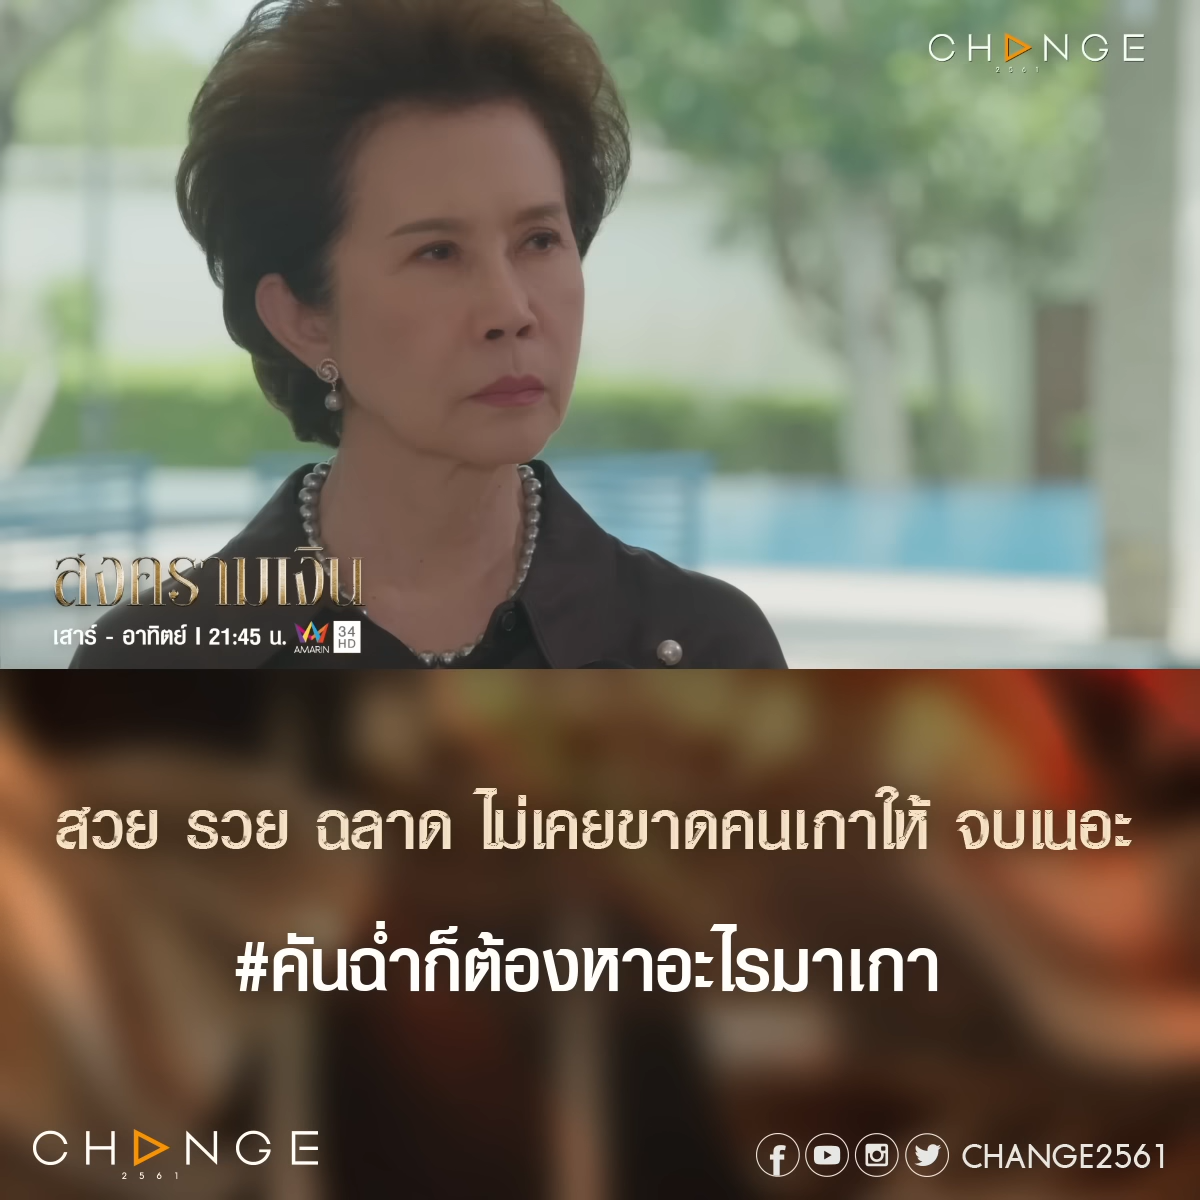 CHANGE
2561
สงครามเงิน
เสาร์ - อาทิตย์ | 21:45 น. AMARIN 34 HD
สวย รวย ฉลาด ไม่เคยขาดคนเกาให้ จบเนอะ
#คันฉ่ำก็ต้องหาอะไรมาเกา
CHANGE
2561
CHANGE2561